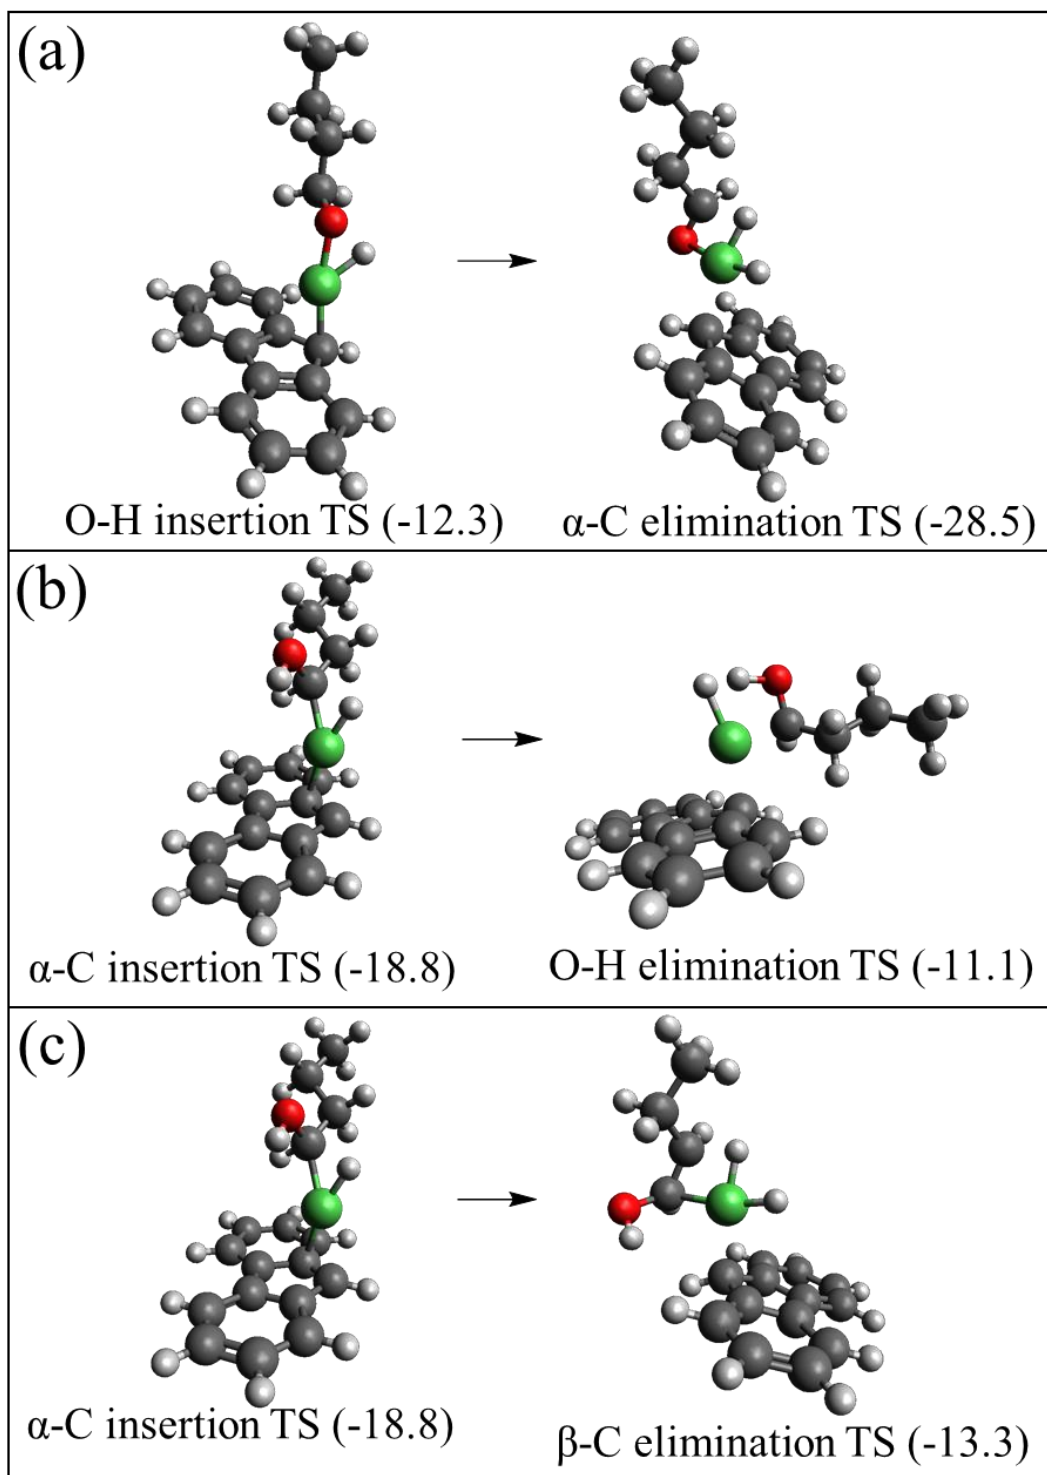 (a)
O-H insertion TS (-12.3)
α-C elimination TS (-28.5)
(b)
α-C insertion TS (-18.8)
O-H elimination TS (-11.1)
(c)
α-C insertion TS (-18.8)
β-C elimination TS (-13.3)